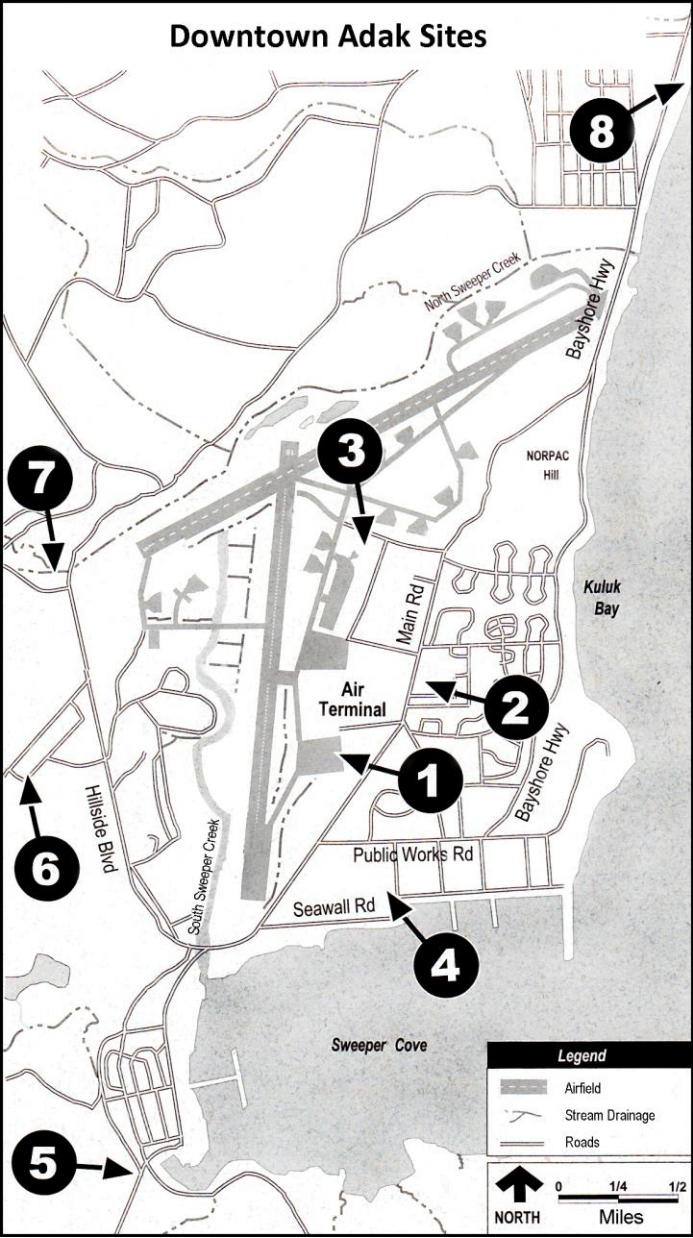 Downtown Adak Sites
8
North Sweeper Creek
Bayshore Hwy
3
NORPAC
Hill
7
Kuluk
Bay
Main Rd
Air
Terminal
2
1
Bayshore Hwy
Hillside Blvd
6
South Sweeper Creek
Public Works Rd
Seawall Rd
4
Sweeper Cove
5
Legend
Airfield
Stream Drainage
Roads
NORTH
0 1/4 1/2
Miles